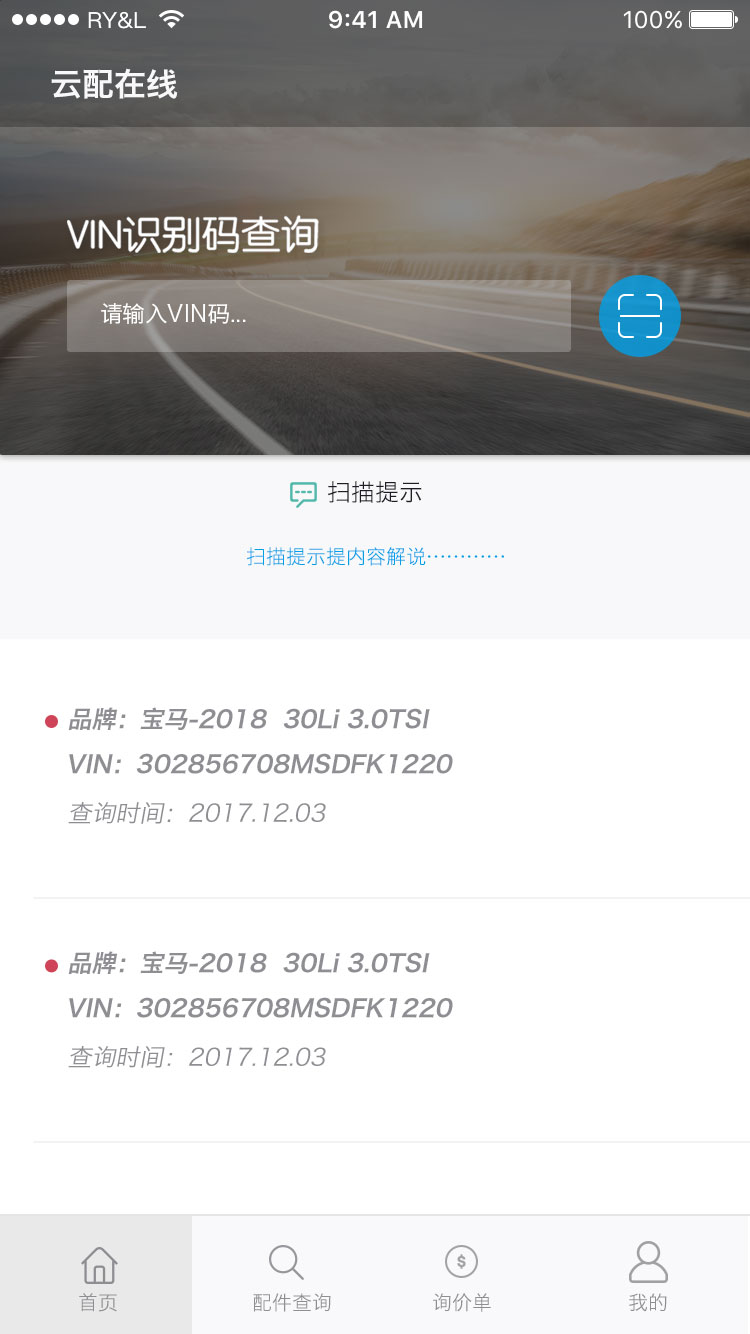 RY&L 9:41 AM 100%
云配在线
VIN识别码查询
请输入VIN码...
扫描提示
扫描提示提内容解说…………
品牌：宝马-2018 30Li 3.0TSI
VIN：302856708MSDFK1220
查询时间：2017.12.03
品牌：宝马-2018 30Li 3.0TSI
VIN：302856708MSDFK1220
查询时间：2017.12.03
首页 配件查询 询价单 我的